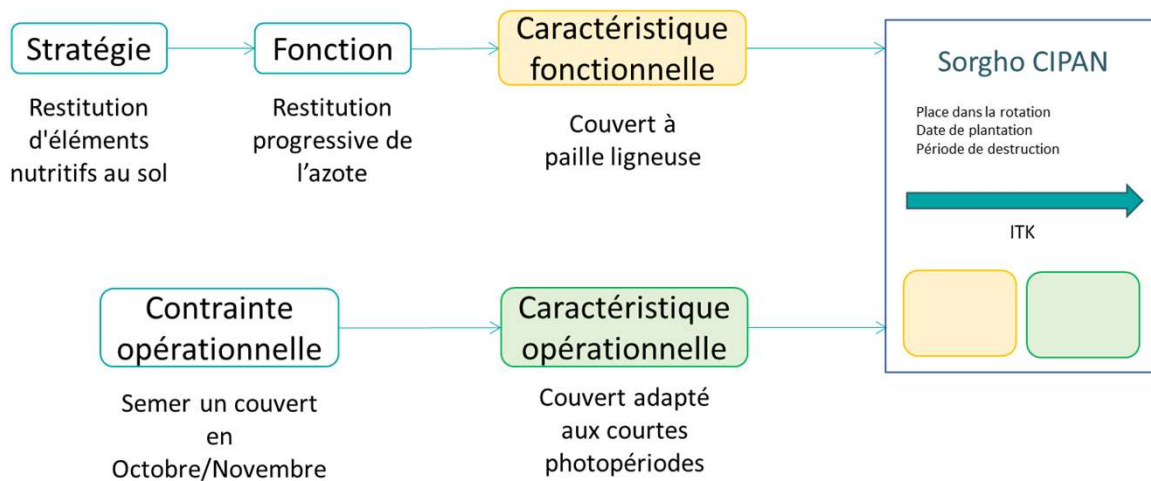 Stratégie
Restitution
d'éléments
nutritifs au sol
Fonction
Restitution
progressive de
l’azote
Caractéristique
fonctionnelle
Couvert à
paille ligneuse
Contrainte
opérationnelle
Semer un couvert
en
Octobre/Novembre
Caractéristique
opérationnelle
Couvert adapté
aux courtes
photopériodes
Sorgho CIPAN
Place dans la rotation
Date de plantation
Période de destruction
ITK